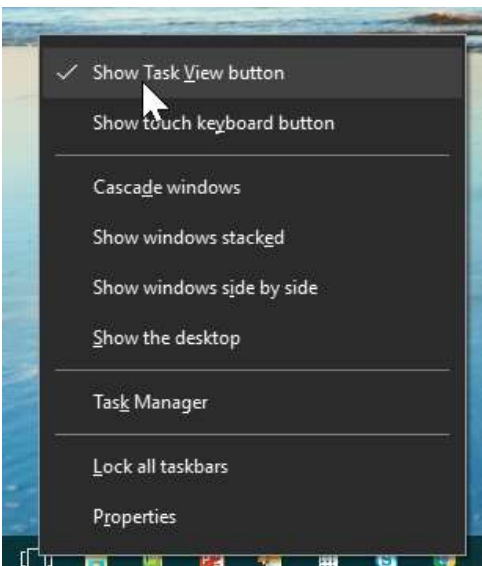 Show Task View button
Show touch keyboard button
Cascade windows
Show windows stacked
Show windows side by side
Show the desktop
Task Manager
Lock all taskbars
Properties